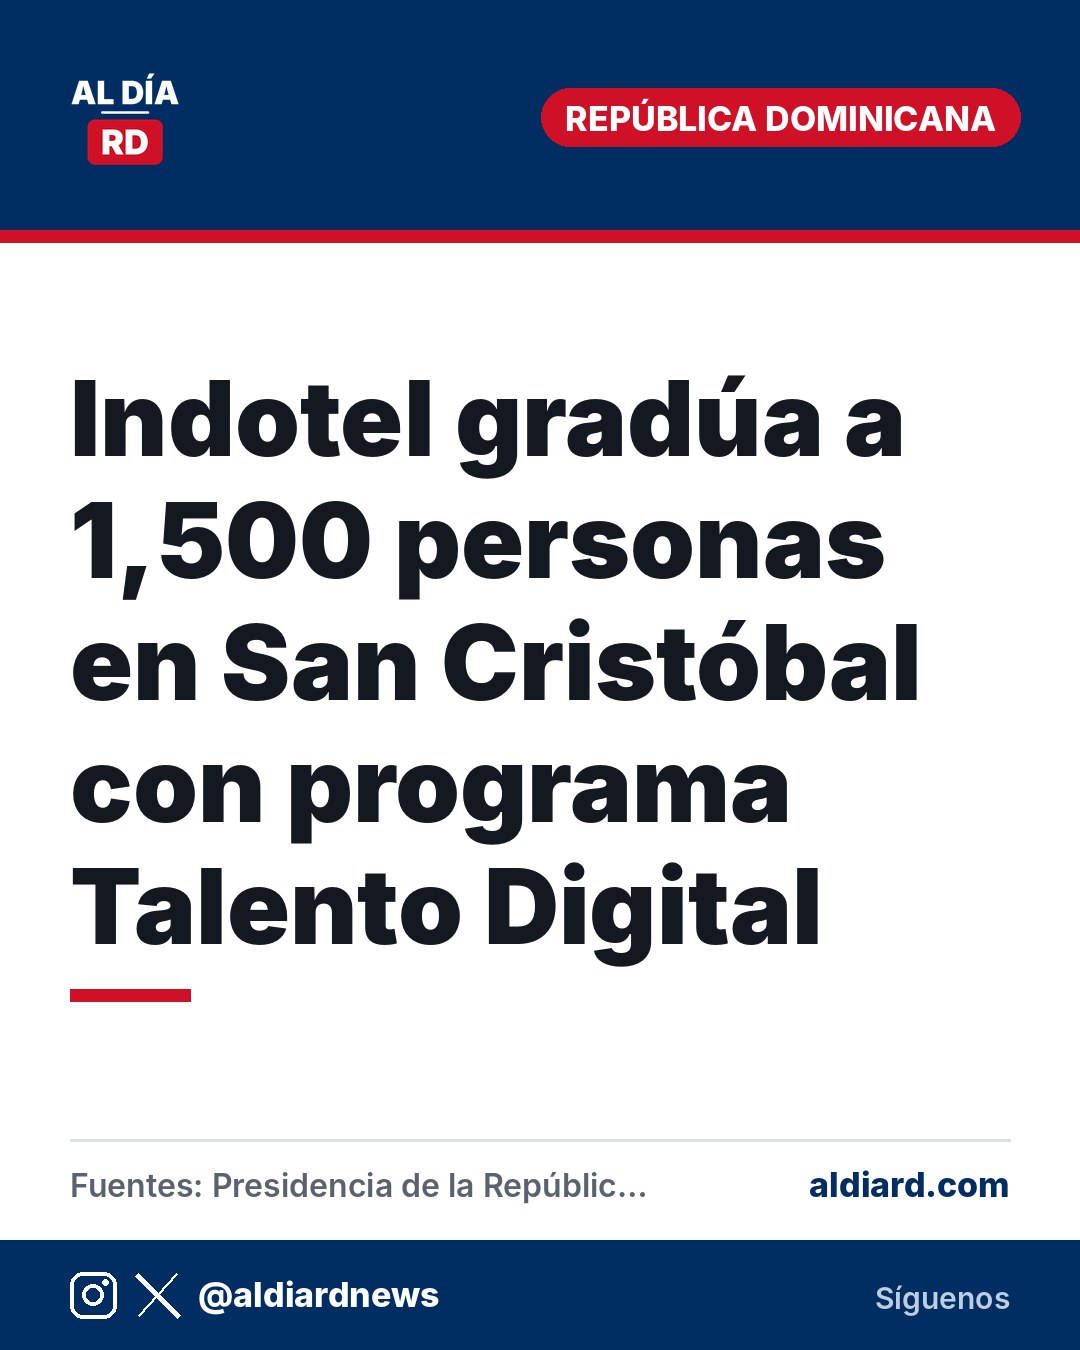 AL DÍA
RD
REPÚBLICA DOMINICANA
Indotel gradúa a
1,500 personas
en San Cristóbal
con programa
Talento Digital
Fuentes: Presidencia de la Repúblic...
aldiard.com
@aldiardnews
Síguenos